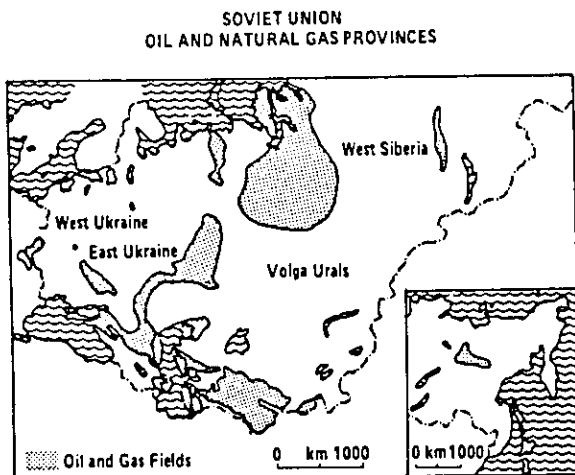 SOVIET UNION
OIL AND NATURAL GAS PROVINCES
West Siberia
West Ukraine
East Ukraine
Volga Urals
Oil and Gas Fields
0 km 1000
0 km 1000